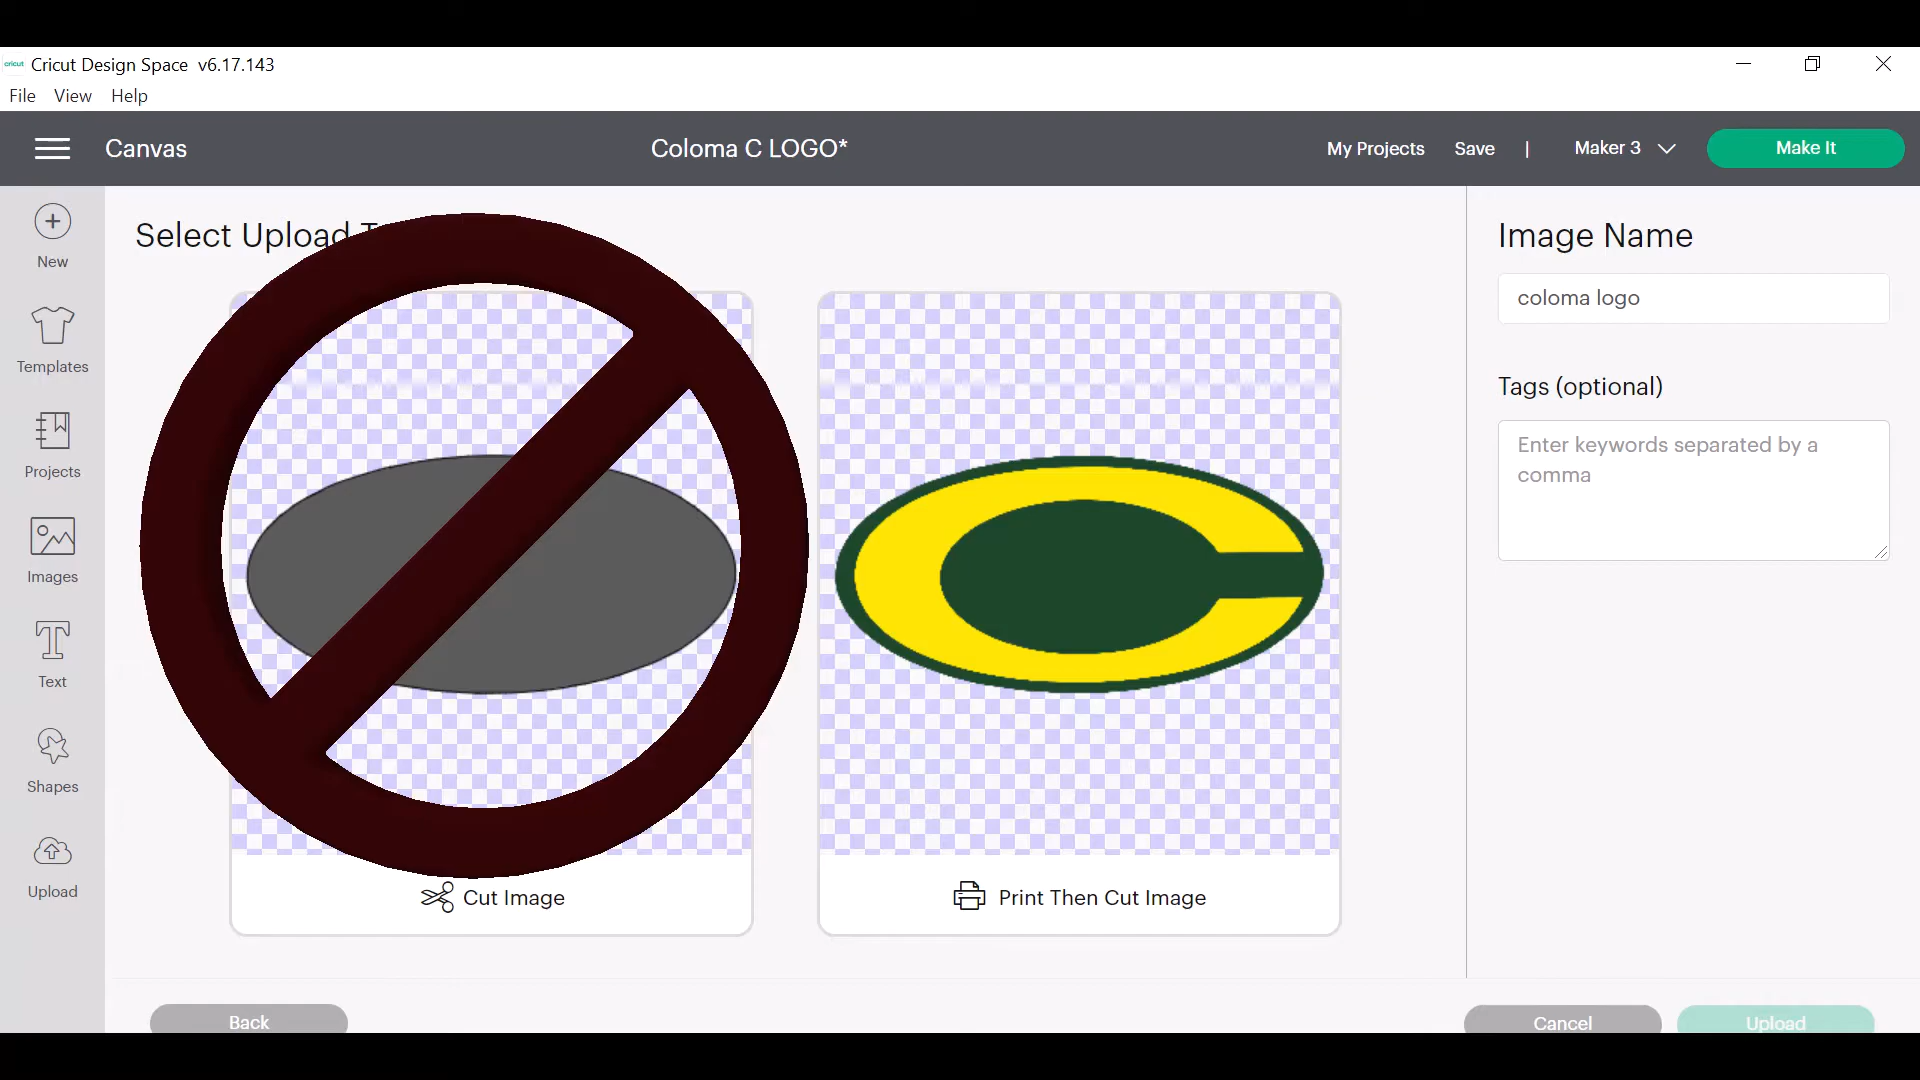 cricut Cricut Design Space v6.17.143
File View Help
Canvas
Coloma C LOGO*
My Projects Save | Maker 3
Make It
New
Templates
Projects
Images
Text
Shapes
Upload
Select Upload T
Cut Image
Print Then Cut Image
Image Name
coloma logo
Tags (optional)
Enter keywords separated by a
comma
Back
Cancel
Upload